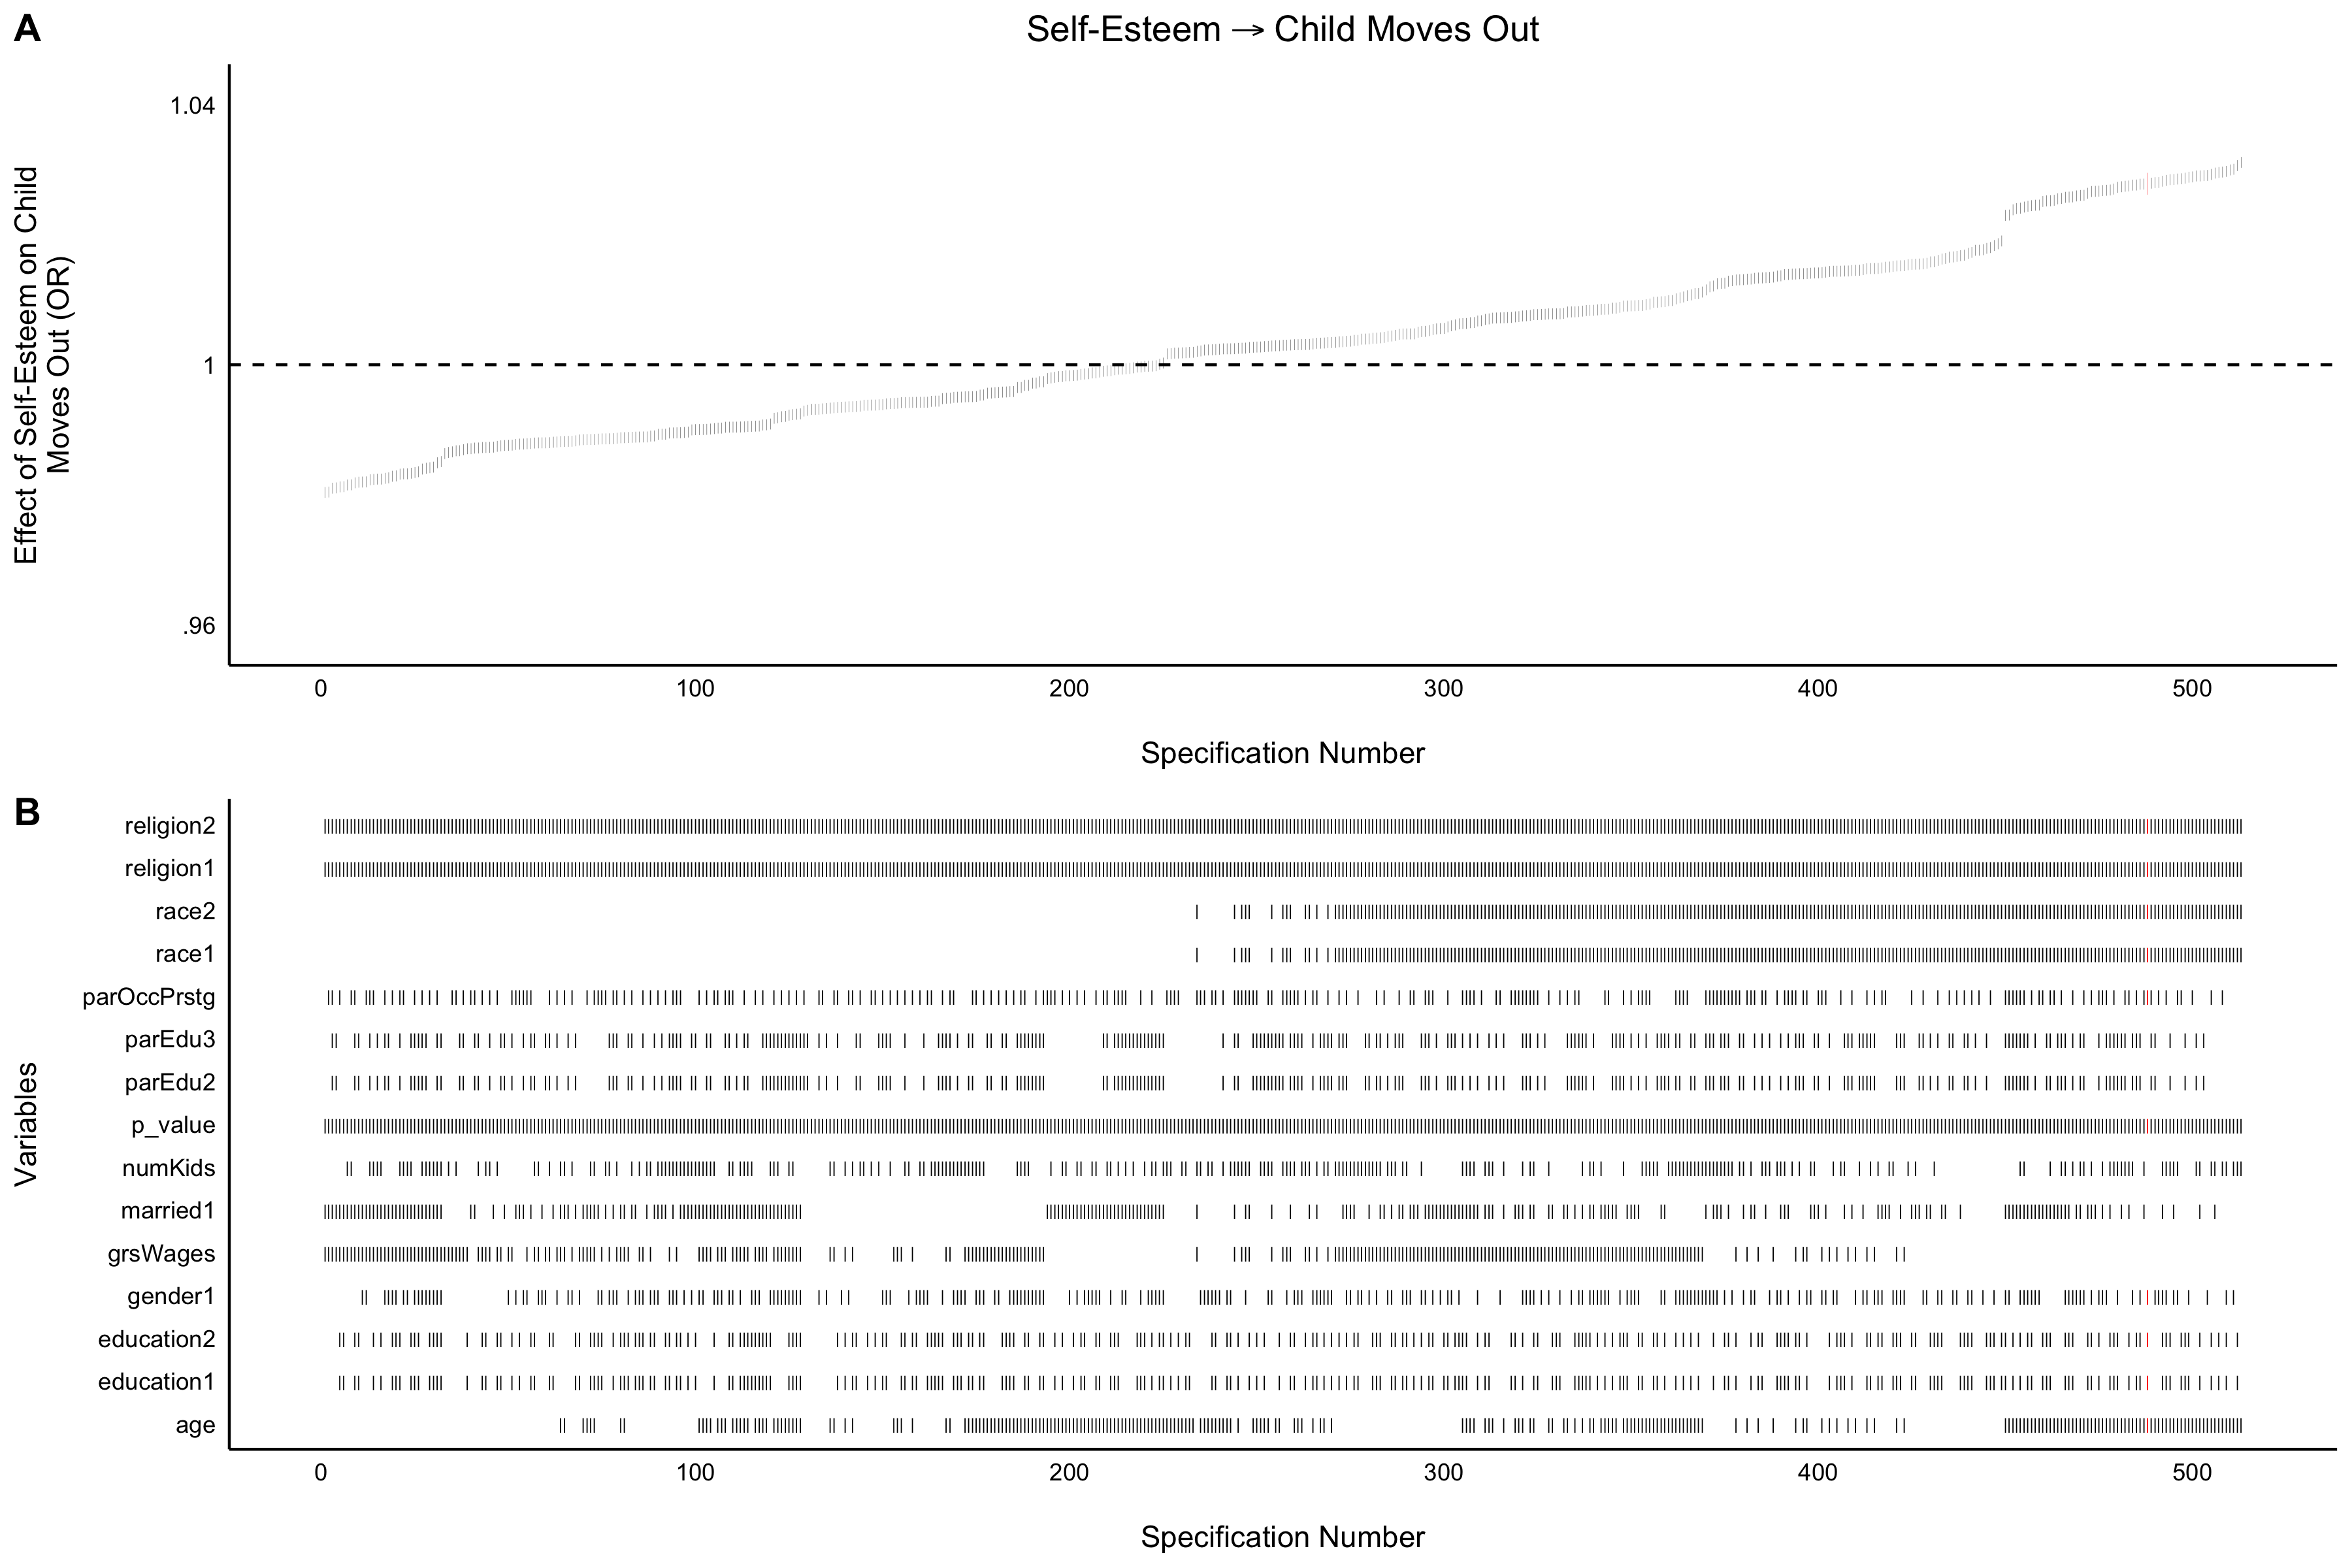 A
Self-Esteem → Child Moves Out
Effect of Self-Esteem on Child
Moves Out (OR)
1.04
1
.96
0 100 200 300 400 500
Specification Number
B
Variables
religion2
religion1
race2
race1
parOccPrstg
parEdu3
parEdu2
p_value
numKids
married1
grsWages
gender1
education2
education1
age
0 100 200 300 400 500
Specification Number